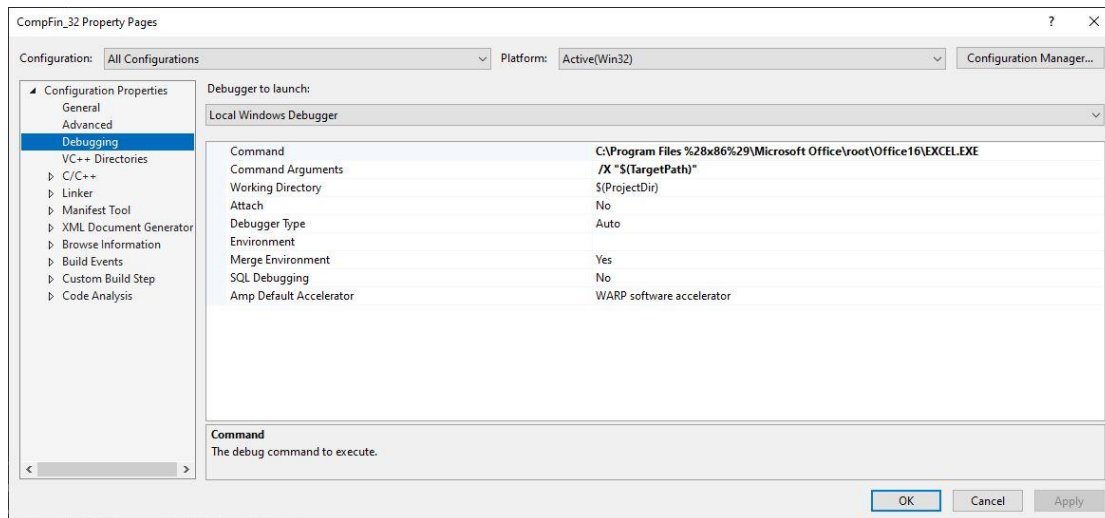 CompFin_32 Property Pages ? ×
Configuration: All Configurations Platform: Active(Win32) Configuration Manager...
Configuration Properties
General
Advanced
Debugging
VC++ Directories
C/C++
Linker
Manifest Tool
XML Document Generator
Browse Information
Build Events
Custom Build Step
Code Analysis
Debugger to launch:
Local Windows Debugger
Command C:\Program Files %28x86%29\Microsoft Office\root\Office16\EXCEL.EXE
Command Arguments /X "$(TargetPath)"
Working Directory $(ProjectDir)
Attach No
Debugger Type Auto
Environment
Merge Environment Yes
SQL Debugging No
Amp Default Accelerator WARP software accelerator
Command
The debug command to execute.
OK Cancel Apply